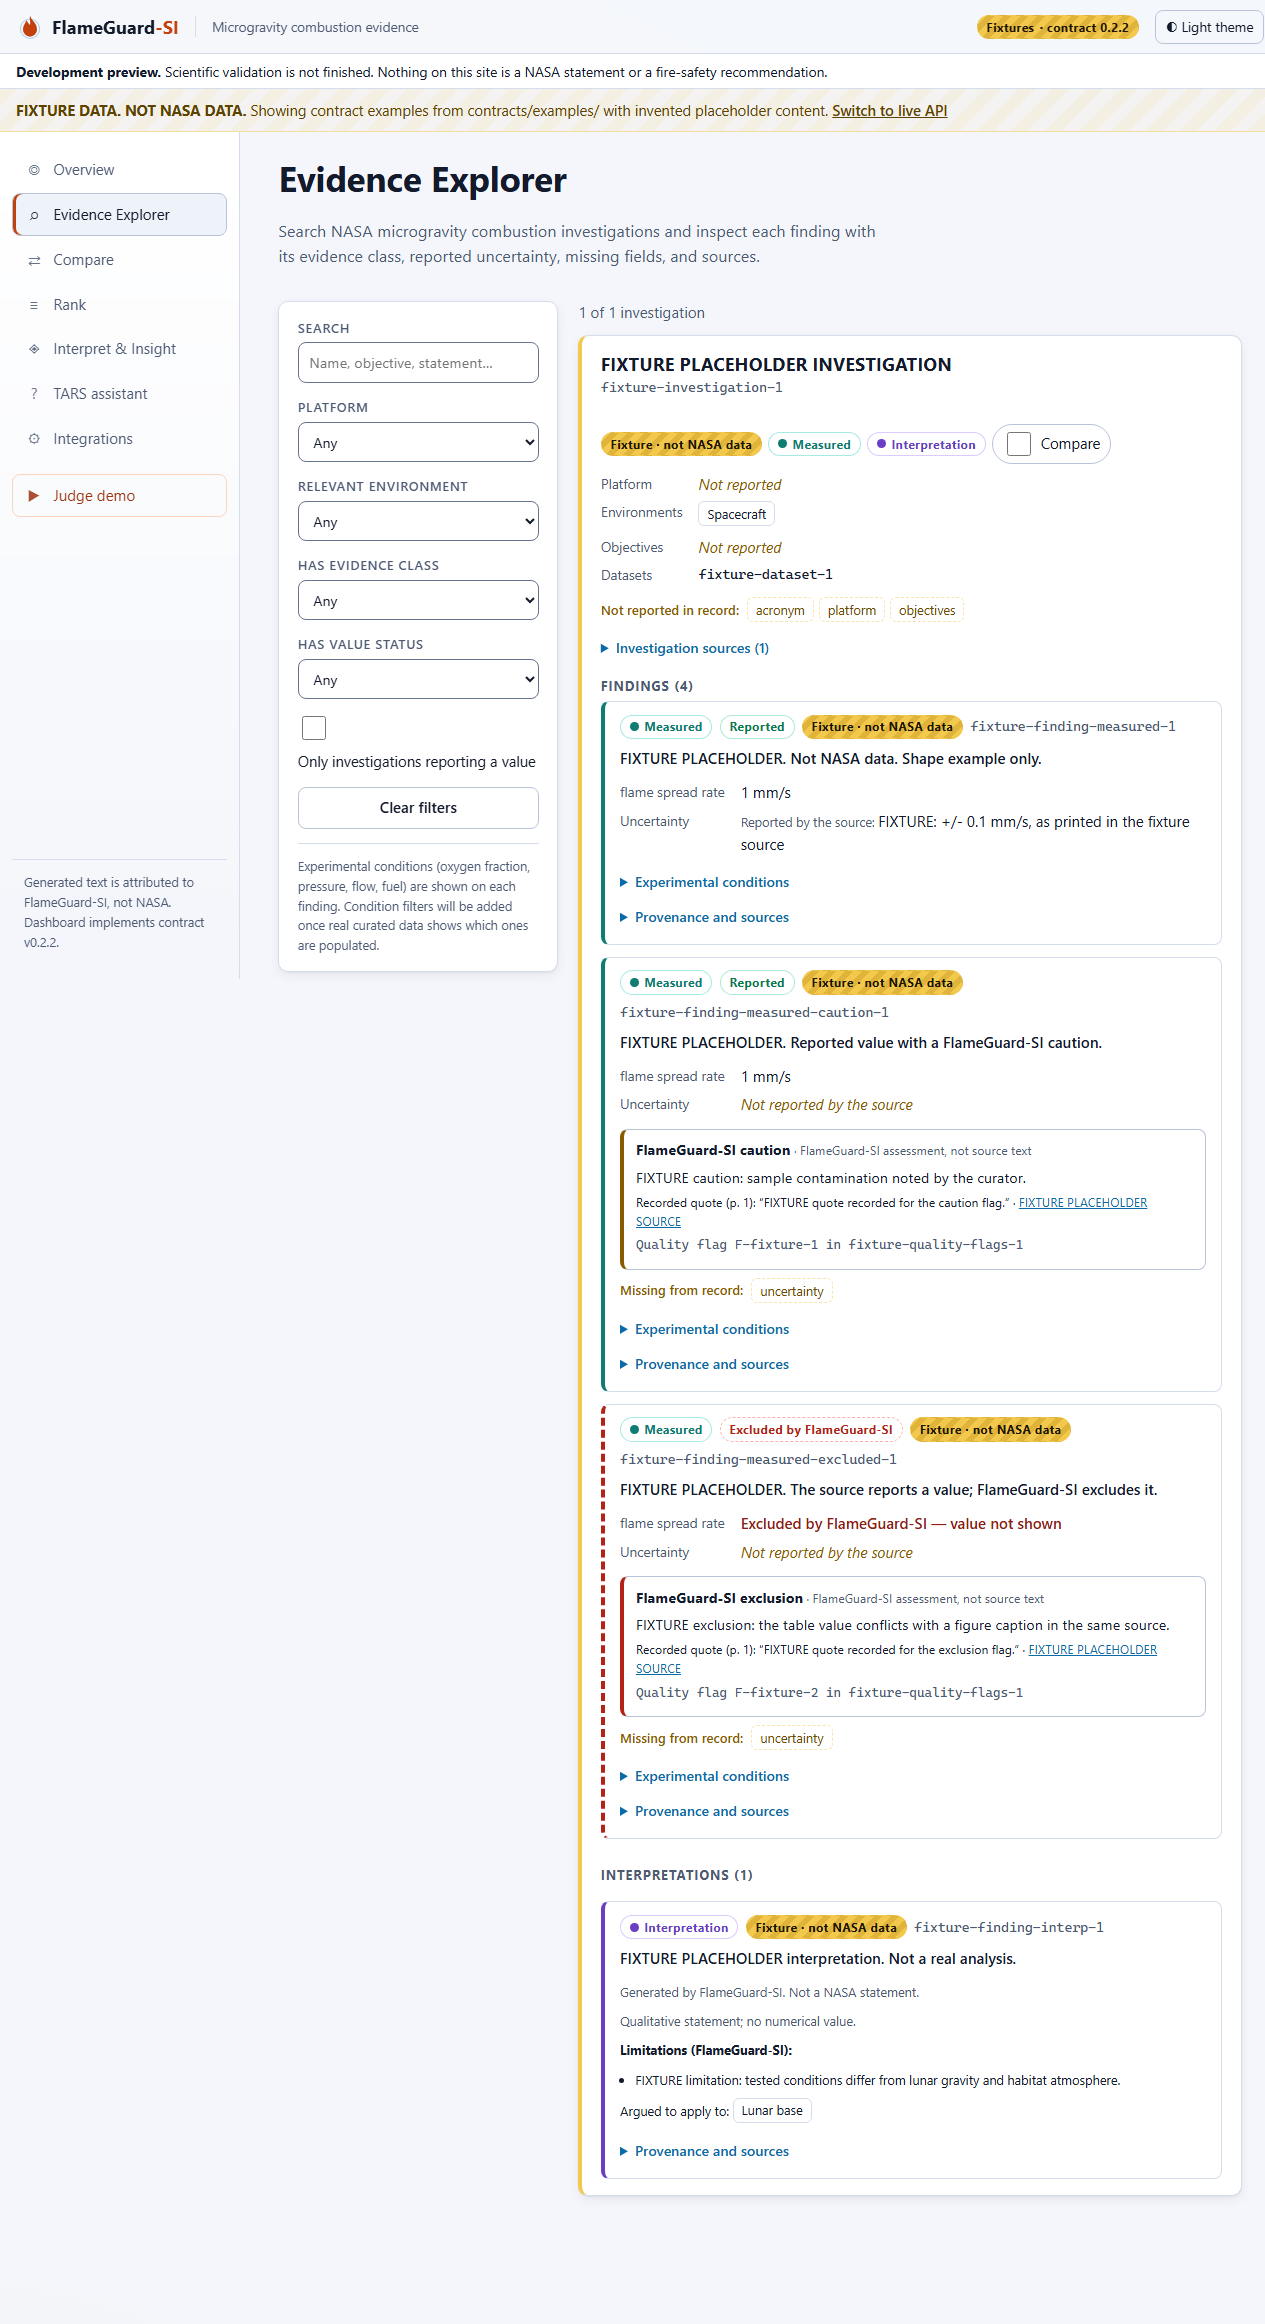 FlameGuard-SI
Microgravity combustion evidence
Fixtures · contract 0.2.2
Light theme
Development preview. Scientific validation is not finished. Nothing on this site is a NASA statement or a fire-safety recommendation.
FIXTURE DATA. NOT NASA DATA. Showing contract examples from contracts/examples/ with invented placeholder content. Switch to live API
Overview
Evidence Explorer
Compare
Rank
Interpret & Insight
? TARS assistant
Integrations
Judge demo
Generated text is attributed to
FlameGuard-SI, not NASA.
Dashboard implements contract
v0.2.2.
Evidence Explorer
Search NASA microgravity combustion investigations and inspect each finding with
its evidence class, reported uncertainty, missing fields, and sources.
SEARCH
Name, objective, statement...
PLATFORM
Any
RELEVANT ENVIRONMENT
Any
HAS EVIDENCE CLASS
Any
HAS VALUE STATUS
Any
Only investigations reporting a value
Clear filters
Experimental conditions (oxygen fraction,
pressure, flow, fuel) are shown on each
finding. Condition filters will be added
once real curated data shows which ones
are populated.
1 of 1 investigation
FIXTURE PLACEHOLDER INVESTIGATION
fixture-investigation-1
Fixture · not NASA data
Measured
Interpretation
Compare
Platform Not reported
Environments Spacecraft
Objectives Not reported
Datasets fixture-dataset-1
Not reported in record: acronym platform objectives
Investigation sources (1)
FINDINGS (4)
Measured Reported Fixture · not NASA data fixture-finding-measured-1
FIXTURE PLACEHOLDER. Not NASA data. Shape example only.
flame spread rate 1 mm/s
Uncertainty Reported by the source: FIXTURE: +/- 0.1 mm/s, as printed in the fixture
source
Experimental conditions
Provenance and sources
Measured Reported Fixture · not NASA data
fixture-finding-measured-caution-1
FIXTURE PLACEHOLDER. Reported value with a FlameGuard-SI caution.
flame spread rate 1 mm/s
Uncertainty Not reported by the source
FlameGuard-SI caution · FlameGuard-SI assessment, not source text
FIXTURE caution: sample contamination noted by the curator.
Recorded quote (p. 1): “FIXTURE quote recorded for the caution flag.” · FIXTURE PLACEHOLDER
SOURCE
Quality flag F-fixture-1 in fixture-quality-flags-1
Missing from record: uncertainty
Experimental conditions
Provenance and sources
Measured Excluded by FlameGuard-SI Fixture · not NASA data
fixture-finding-measured-excluded-1
FIXTURE PLACEHOLDER. The source reports a value; FlameGuard-SI excludes it.
flame spread rate Excluded by FlameGuard-SI — value not shown
Uncertainty Not reported by the source
FlameGuard-SI exclusion · FlameGuard-SI assessment, not source text
FIXTURE exclusion: the table value conflicts with a figure caption in the same source.
Recorded quote (p. 1): “FIXTURE quote recorded for the exclusion flag.” · FIXTURE PLACEHOLDER
SOURCE
Quality flag F-fixture-2 in fixture-quality-flags-1
Missing from record: uncertainty
Experimental conditions
Provenance and sources
INTERPRETATIONS (1)
Interpretation Fixture · not NASA data fixture-finding-interp-1
FIXTURE PLACEHOLDER interpretation. Not a real analysis.
Generated by FlameGuard-SI. Not a NASA statement.
Qualitative statement; no numerical value.
Limitations (FlameGuard-SI):
• FIXTURE limitation: tested conditions differ from lunar gravity and habitat atmosphere.
Argued to apply to: Lunar base
Provenance and sources